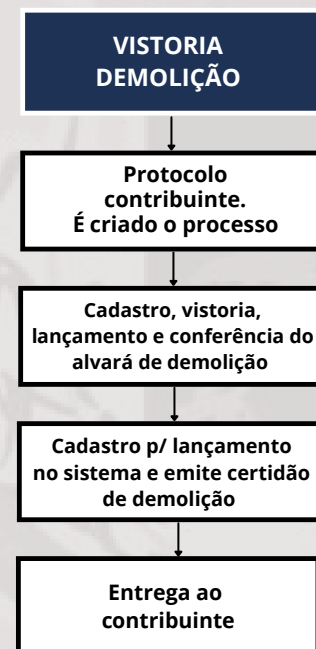 VISTORIA
DEMOLIÇÃO
Protocolo
contribuinte.
É criado o processo
Cadastro, vistoria,
lançamento e conferência do
alvará de demolição
Cadastro p/ lançamento
no sistema e emite certidão
de demolição
Entrega ao
contribuinte